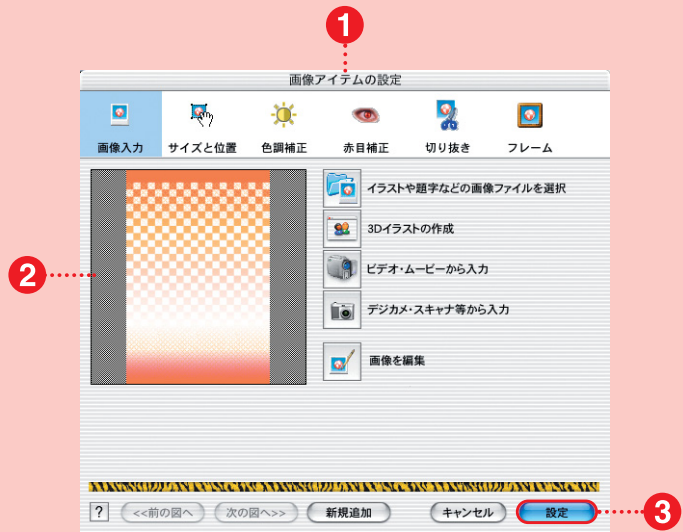 1
画像アイテムの設定
画像入力 サイズと位置 色調補正 赤目補正 切り抜き フレーム
イラストや題字などの画像ファイルを選択
3Dイラストの作成
2
ビデオ・ムービーから入力
デジカメ・スキャナ等から入力
画像を編集
? <<前の図へ 次の図へ>> 新規追加 キャンセル 設定 3